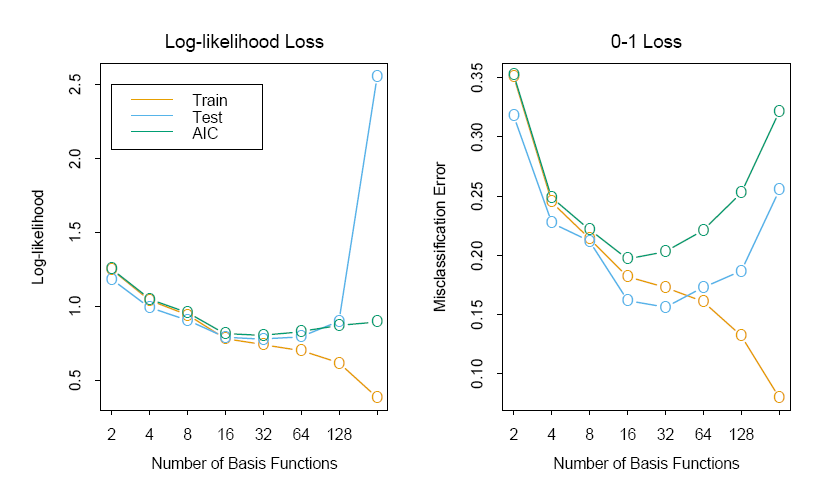 Log-likelihood Loss
2.5
2.0
1.5
1.0
0.5
Log-likelihood
Train
Test
AIC
2 4 8 16 32 64 128
Number of Basis Functions
0-1 Loss
0.35
0.30
0.25
0.20
0.15
0.10
Misclassification Error
2 4 8 16 32 64 128
Number of Basis Functions